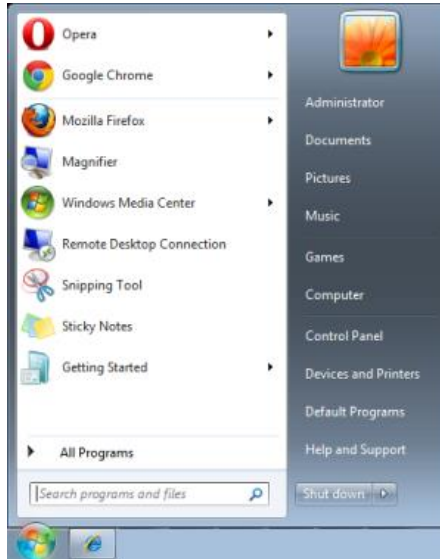 Opera
Google Chrome
Mozilla Firefox
Magnifier
Windows Media Center
Remote Desktop Connection
Snipping Tool
Sticky Notes
Getting Started
All Programs
Search programs and files
Administrator
Documents
Pictures
Music
Games
Computer
Control Panel
Devices and Printers
Default Programs
Help and Support
Shut down